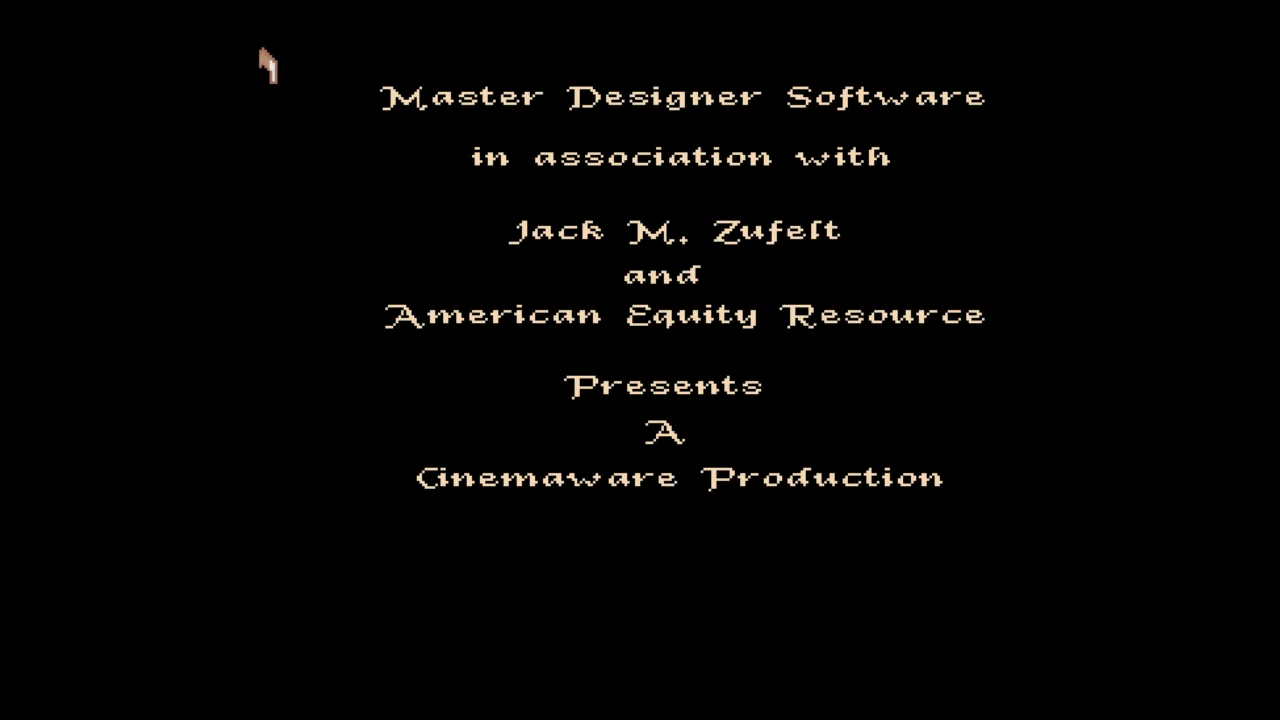 Master Designer Software
in association with
Jack M. Zufelt
and
American Equity Resource
Presents
A
Cinemaware Production